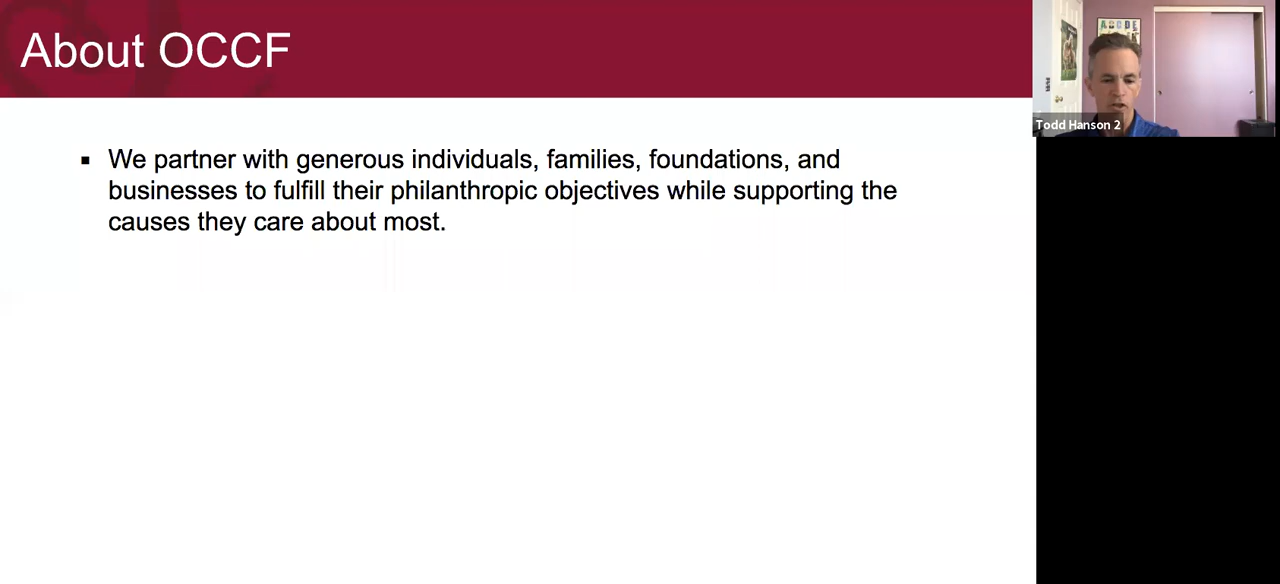 About OCCF
We partner with generous individuals, families, foundations, and
businesses to fulfill their philanthropic objectives while supporting the
causes they care about most.
A B C D E
Todd Hanson 2